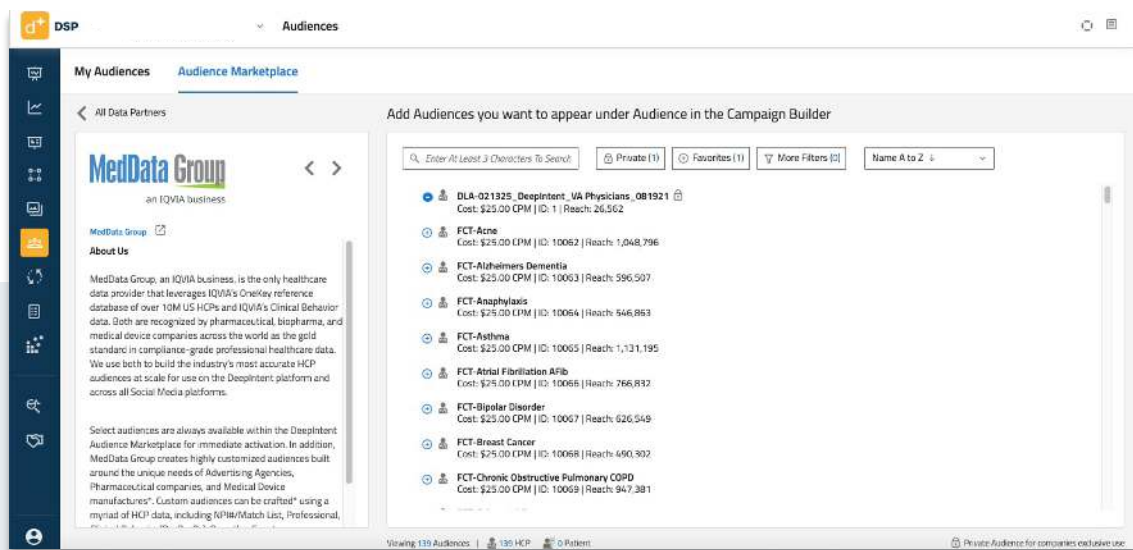 d+ DSP
Audiences
My Audiences
Audience Marketplace
All Data Partners
MedData Group
an IQVIA business
MedData Group
About Us
MedData Group, an IQVIA business, is the only healthcare
data provider that leverages IQVIA's OneKey reference
database of over 10M US HCPs and IQVIA's Clinical Behavior
data. Both are recognized by pharmaceutical, biopharma, and
medical device companies across the world as the gold
standard in compliance-grade professional healthcare data.
We use both to build the industry's most accurate HCP
audiences at scale for use on the DeepIntent platform and
across all Social Media platforms.
Select audiences are always available within the DeepIntent
Audience Marketplace for immediate activation. In addition,
MedData Group creates highly customized audiences built
around the unique needs of Advertising Agencies,
Pharmaceutical companies, and Medical Device
manufactures*. Custom audiences can be crafted* using a
myriad of HCP data, including NPI#/Match List, Professional,
Add Audiences you want to appear under Audience in the Campaign Builder
Enter At Least 3 Characters To Search
Private (1)
Favorites (1)
More Filters (0)
Name A to Z ↓
DLA-021325_DeepIntent_VA Physicians_081921
Cost: $25.00 CPM | ID: 1 | Reach: 26,562
FCT-Acne
Cost: $25.00 CPM | ID: 10062 | Reach: 1,048,796
FCT-Alzheimers Dementia
Cost: $25.00 CPM | ID: 10063 | Reach: 596,507
FCT-Anaphylaxis
Cost: $25.00 CPM | ID: 10064 | Reach: 546,863
FCT-Asthma
Cost: $25.00 CPM | ID: 10065 | Reach: 1,131,195
FCT-Atrial Fibrillation AFib
Cost: $25.00 CPM | ID: 10066 | Reach: 766,832
FCT-Bipolar Disorder
Cost: $25.00 CPM | ID: 10067 | Reach: 626,549
FCT-Breast Cancer
Cost: $25.00 CPM | ID: 10068 | Reach: 490,302
FCT-Chronic Obstructive Pulmonary COPD
Cost: $25.00 CPM | ID: 10069 | Reach: 947,381
Viewing 139 Audiences | 139 HCP 0 Patient
Private Audience for companies exclusive use